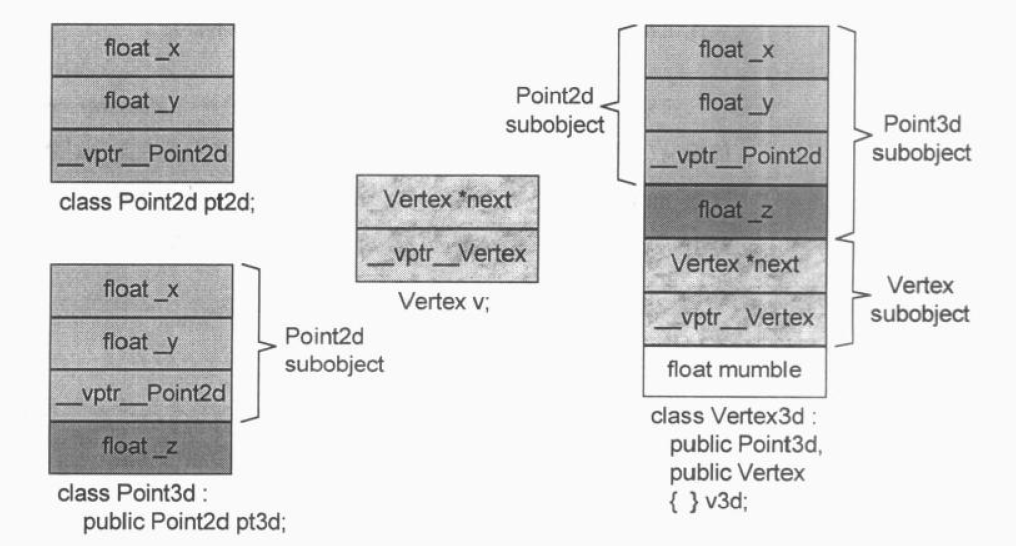 float _x
float _y
__vptr__Point2d
class Point2d pt2d;
float _x
float _y
__vptr__Point2d
float _z
Point2d
subobject
class Point3d :
public Point2d pt3d;
Vertex *next
__vptr__Vertex
Vertex v;
Point2d
subobject
float _x
float _y
__vptr__Point2d
float _z
Vertex *next
__vptr__Vertex
float mumble
Point3d
subobject
Vertex
subobject
class Vertex3d :
public Point3d,
public Vertex
{ } v3d;